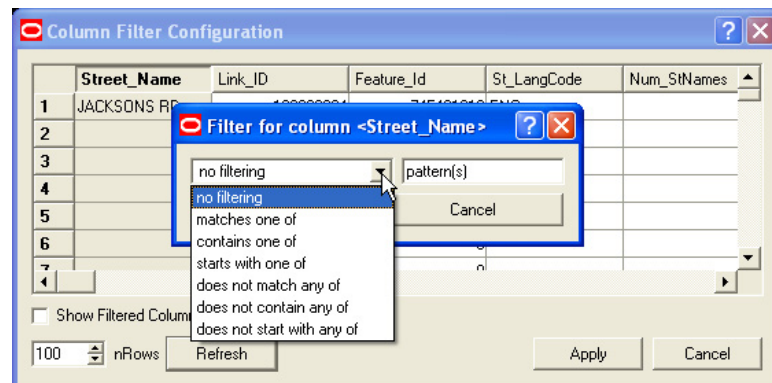 Column Filter Configuration
Street_Name Link_ID Feature_Id St_LangCode Num_StNames
1 JACKSONS RD
2
Filter for column <Street_Name>
3
no filtering pattern(s)
4
no filtering
5
matches one of Cancel
6
contains one of
7
starts with one of
does not match any of
Show Filtered Colum
does not contain any of
does not start with any of
100 nRows Refresh Apply Cancel